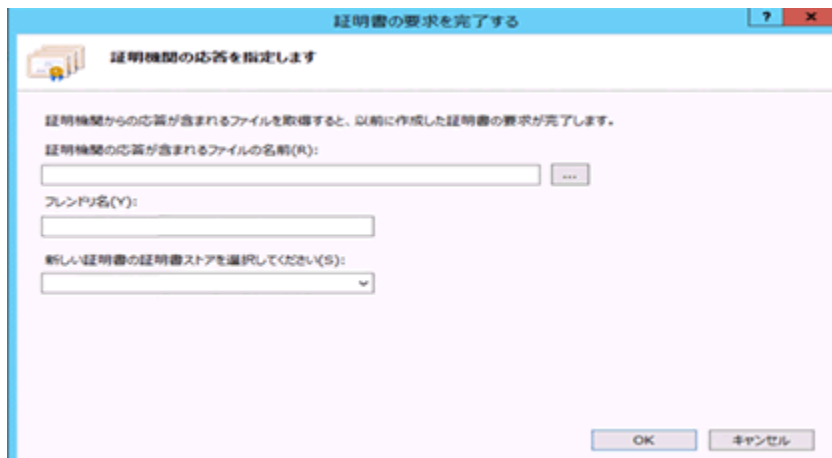 証明書の要求を完了する
?
×
証明機関の応答を指定します
証明機関からの応答が含まれるファイルを取得すると、以前に作成した証明書の要求が完了します。
証明機関の応答が含まれるファイルの名前(R):
...
フレンドリ名(Y):
新しい証明書の証明書ストアを選択してください(S):
OK
キャンセル